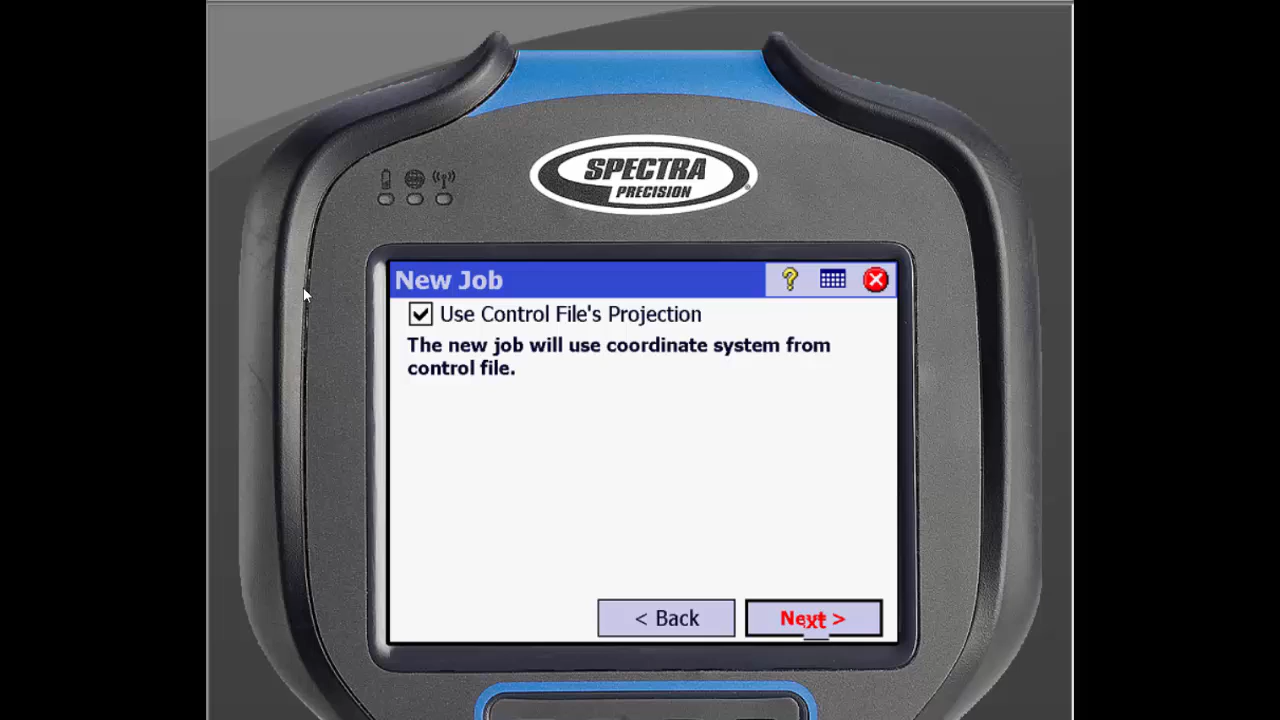 SPECTRA
PRECISION
New Job
Use Control File's Projection
The new job will use coordinate system from
control file.
< Back
Next >